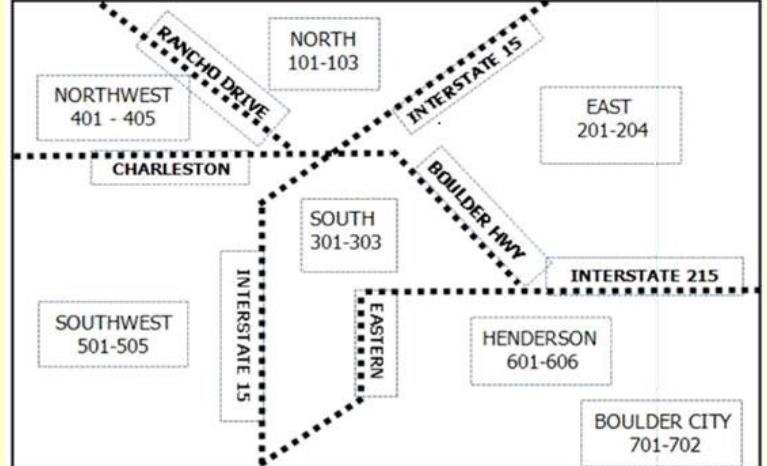 NORTH
101-103
RANCHO DRIVE
INTERSTATE 15
NORTHWEST
401 - 405
EAST
201-204
CHARLESTON
BOULDER HWY
SOUTH
301-303
INTERSTATE 215
INTERSTATE 15
EASTERN
SOUTHWEST
501-505
HENDERSON
601-606
BOULDER CITY
701-702